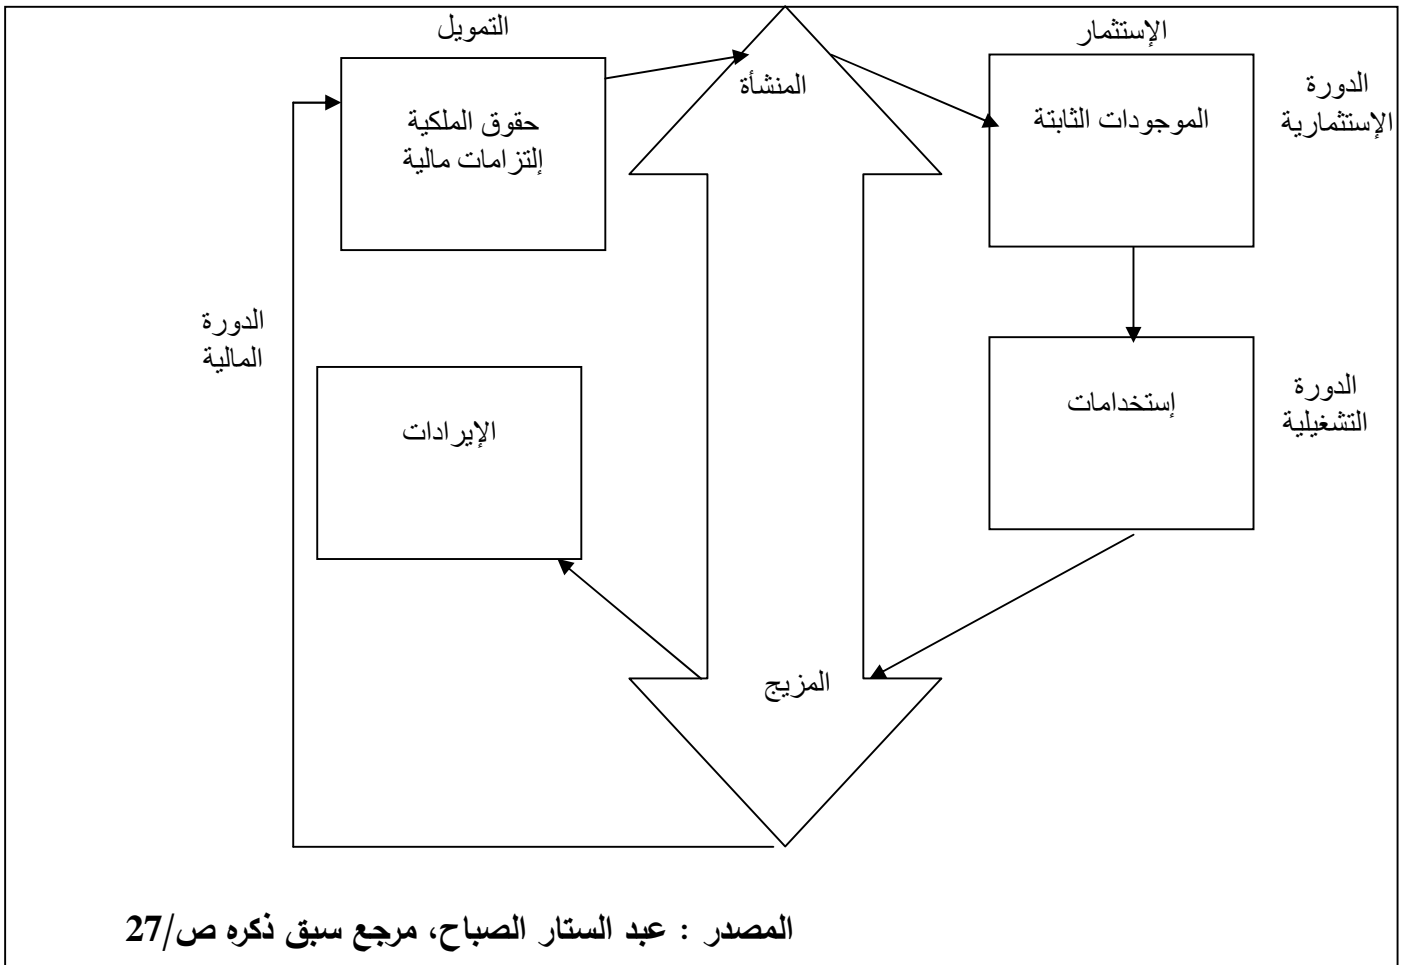 الإستثمار
التمويل
الدورة
الإستثمارية
الموجودات الثابتة
المنشأة
حقوق الملكية
إلتزامات مالية
الدورة
المالية
الدورة
التشغيلية
إستخدامات
الإيرادات
المزيج
المصدر : عبد الستار الصباح، مرجع سبق ذكره ص/27